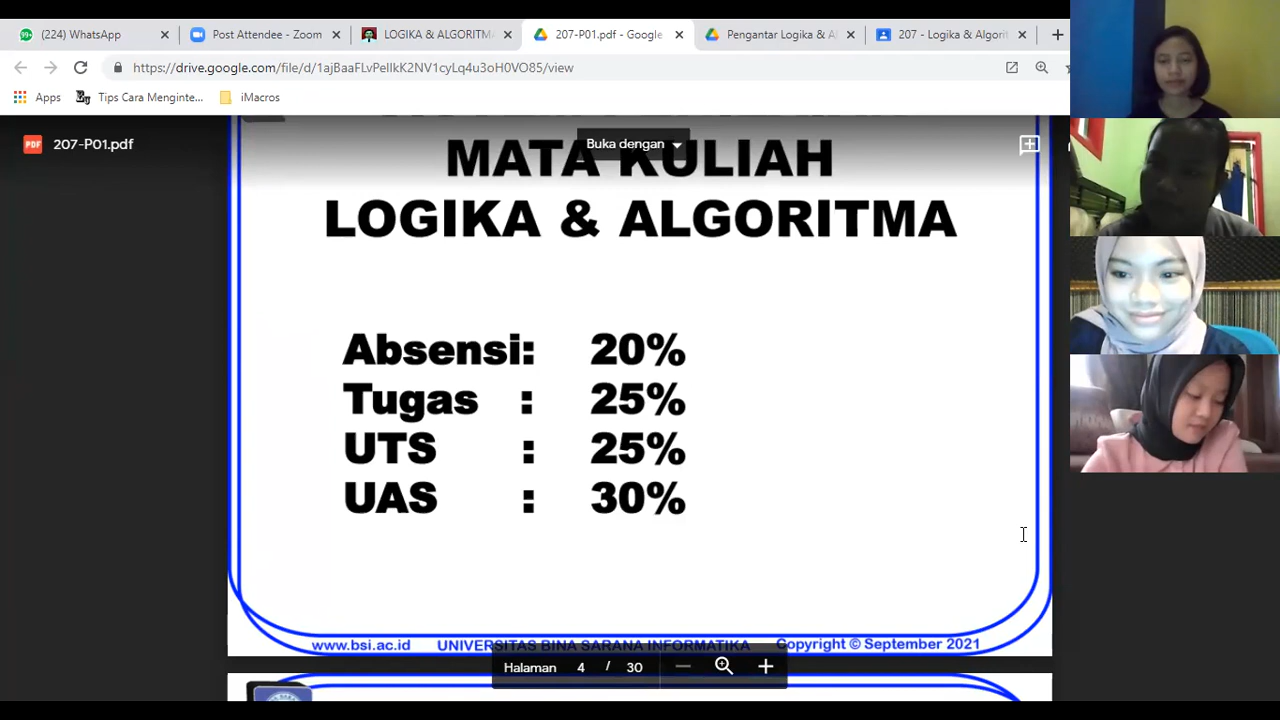 (224) WhatsApp
Post Attendee - Zoom
LOGIKA & ALGORITMA
207-P01.pdf - Google
Pengantar Logika & Al
207 - Logika & Algorit
https://drive.google.com/file/d/1ajBaaFLvPeIlkK2NV1cyLq4u3oH0VO85/view
Apps
Tips Cara Menginte...
iMacros
207-P01.pdf
Buka dengan
MATA KULIAH
LOGIKA & ALGORITMA
Absensi: 20%
Tugas : 25%
UTS : 25%
UAS : 30%
www.bsi.ac.id UNIVERSITAS BINA SARANA INFORMATIKA Copyright © September 2021
Halaman 4 / 30